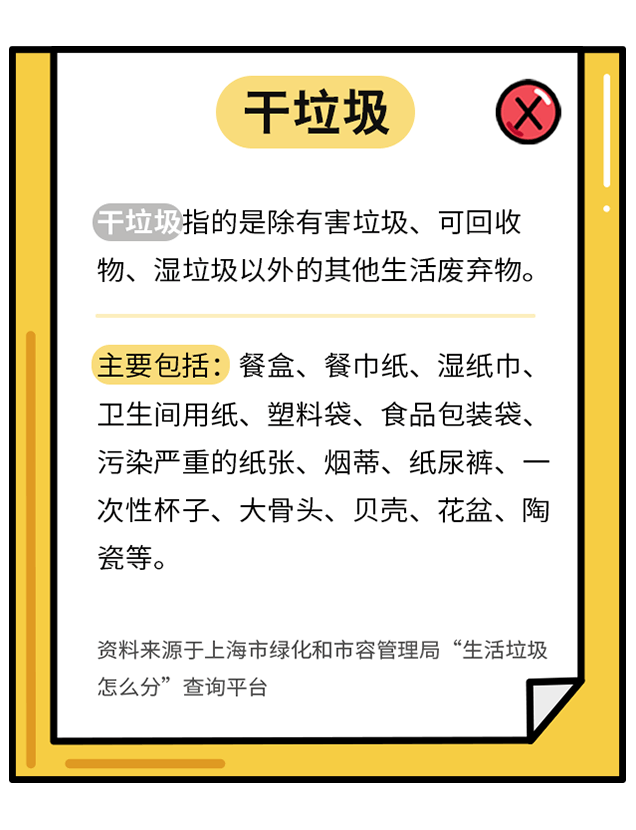 干垃圾
X
干垃圾指的是除有害垃圾、可回收
物、湿垃圾以外的其他生活废弃物。
主要包括：餐盒、餐巾纸、湿纸巾、
卫生间用纸、塑料袋、食品包装袋、
污染严重的纸张、烟蒂、纸尿裤、一
次性杯子、大骨头、贝壳、花盆、陶
瓷等。
资料来源于上海市绿化和市容管理局“生活垃圾
怎么分”查询平台